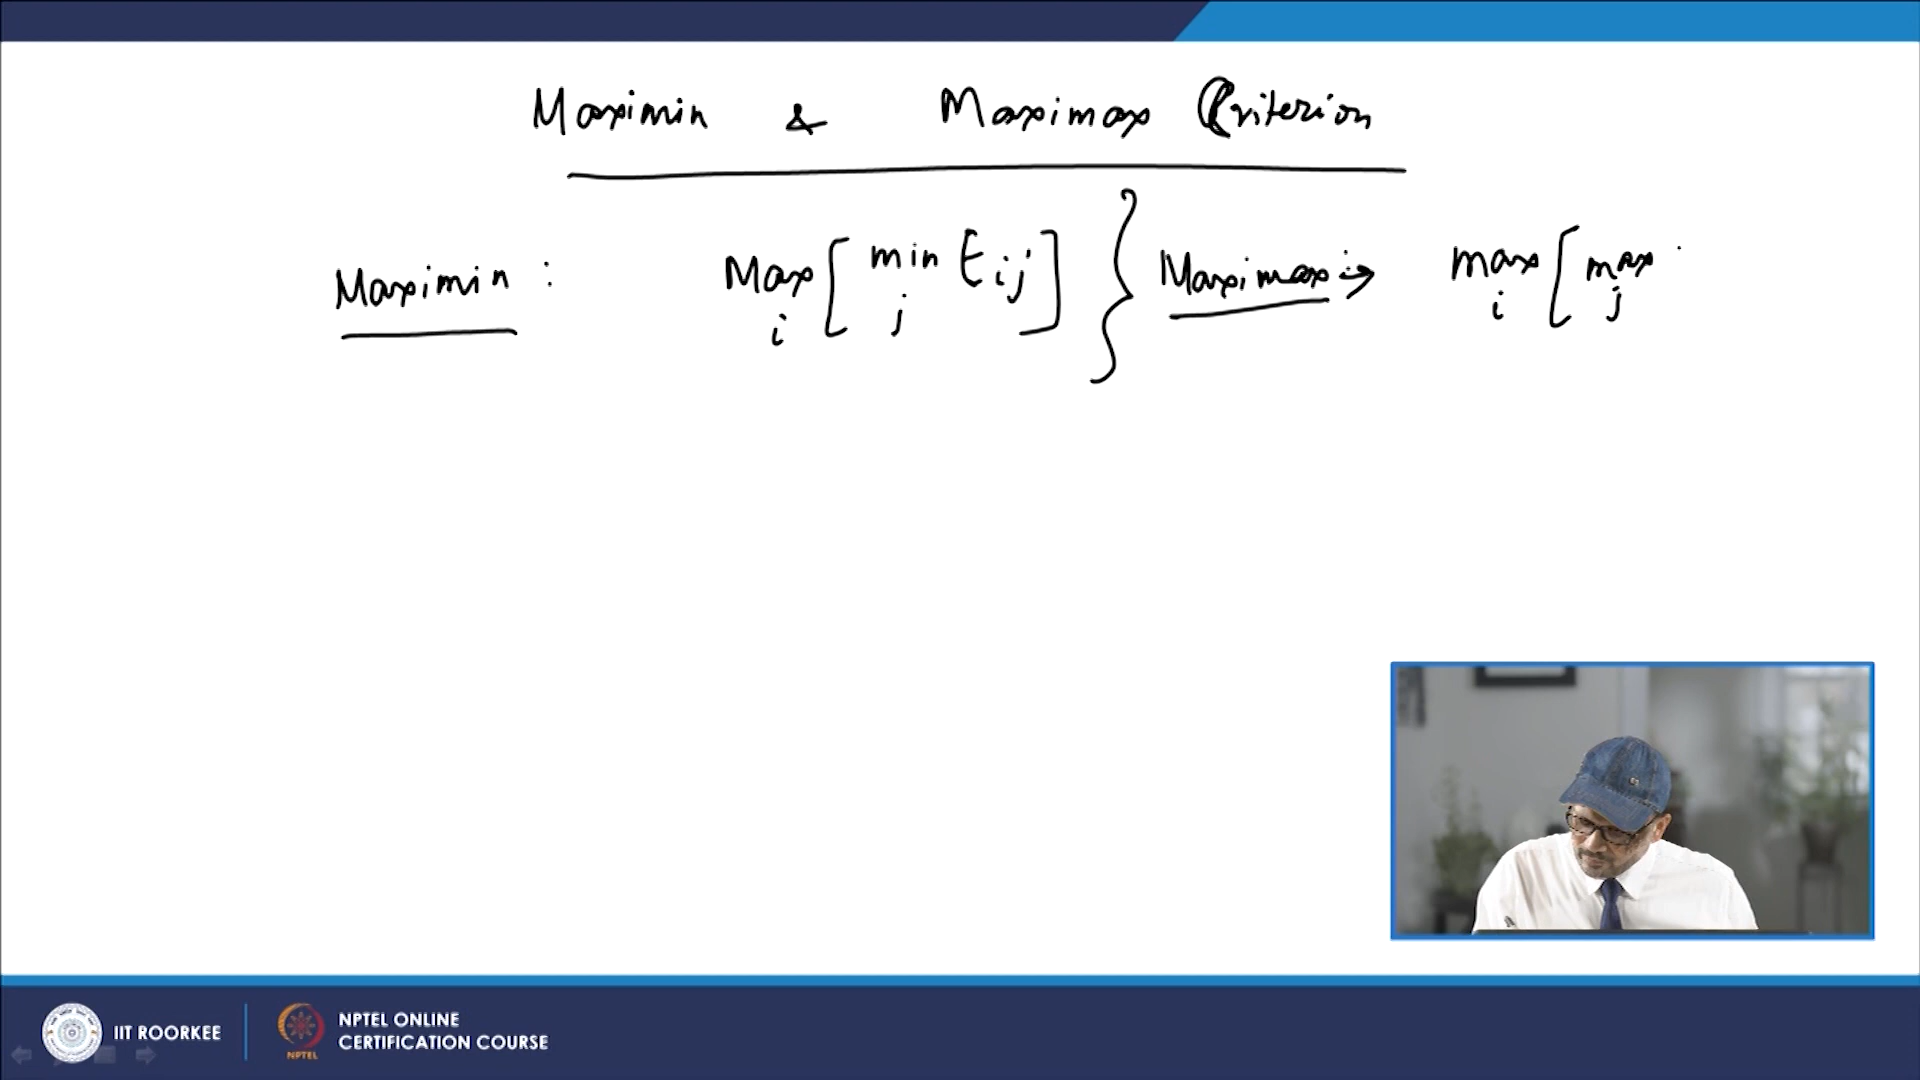 Maximin & Maximax Criterion
Maximin : Max i [ min j Eij ] } Maximax :→ max i [ max j
IIT ROORKEE
NPTEL
NPTEL ONLINE
CERTIFICATION COURSE